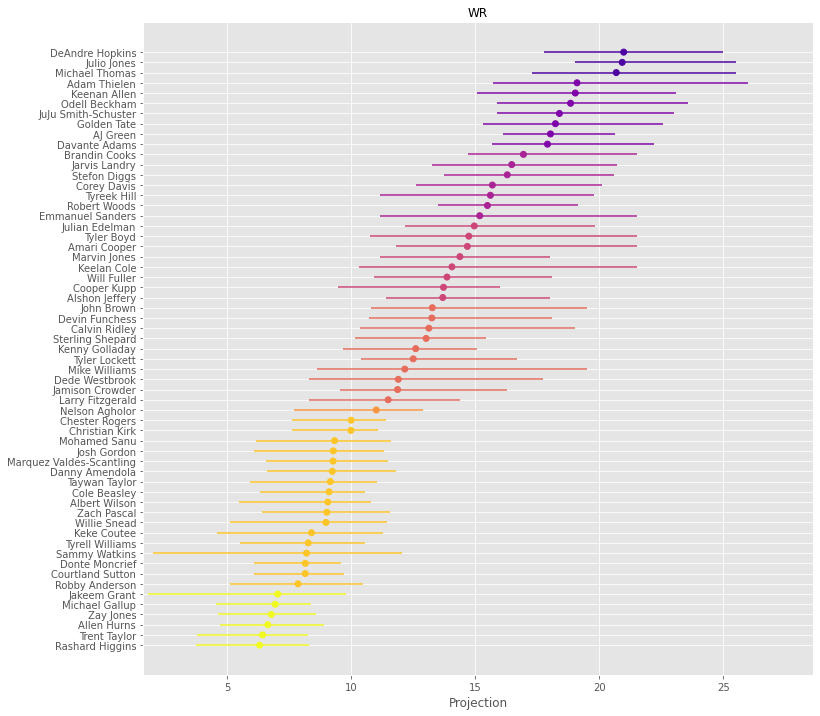 WR
DeAndre Hopkins
Julio Jones
Michael Thomas
Adam Thielen
Keenan Allen
Odell Beckham
JuJu Smith-Schuster
Golden Tate
AJ Green
Davante Adams
Brandin Cooks
Jarvis Landry
Stefon Diggs
Corey Davis
Tyreek Hill
Robert Woods
Emmanuel Sanders
Julian Edelman
Tyler Boyd
Amari Cooper
Marvin Jones
Keelan Cole
Will Fuller
Cooper Kupp
Alshon Jeffery
John Brown
Devin Funchess
Calvin Ridley
Sterling Shepard
Kenny Golladay
Tyler Lockett
Mike Williams
Dede Westbrook
Jamison Crowder
Larry Fitzgerald
Nelson Agholor
Chester Rogers
Christian Kirk
Mohamed Sanu
Josh Gordon
Marquez Valdes-Scantling
Danny Amendola
Taywan Taylor
Cole Beasley
Albert Wilson
Zach Pascal
Willie Snead
Keke Coutee
Tyrell Williams
Sammy Watkins
Donte Moncrief
Courtland Sutton
Robby Anderson
Jakeem Grant
Michael Gallup
Zay Jones
Allen Hurns
Trent Taylor
Rashard Higgins
5 10 15 20 25
Projection